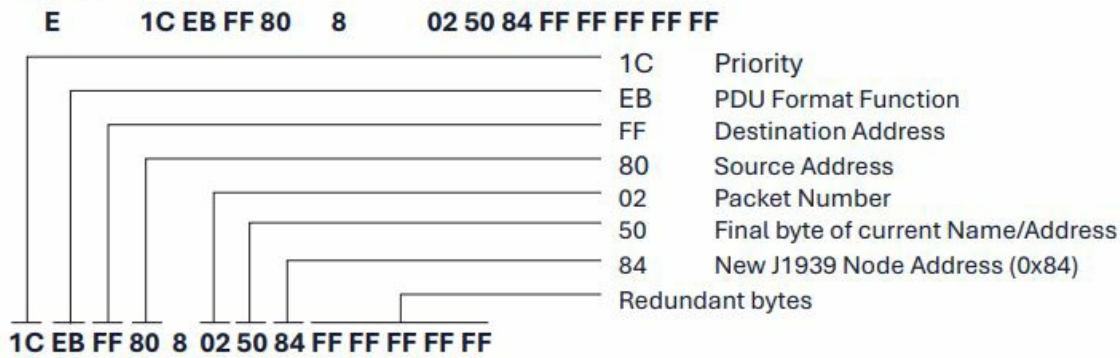 E 1C EB FF 80 8 02 50 84 FF FF FF FF FF
1C Priority
EB PDU Format Function
FF Destination Address
80 Source Address
02 Packet Number
50 Final byte of current Name/Address
84 New J1939 Node Address (0x84)
Redundant bytes
1C EB FF 80 8 02 50 84 FF FF FF FF FF